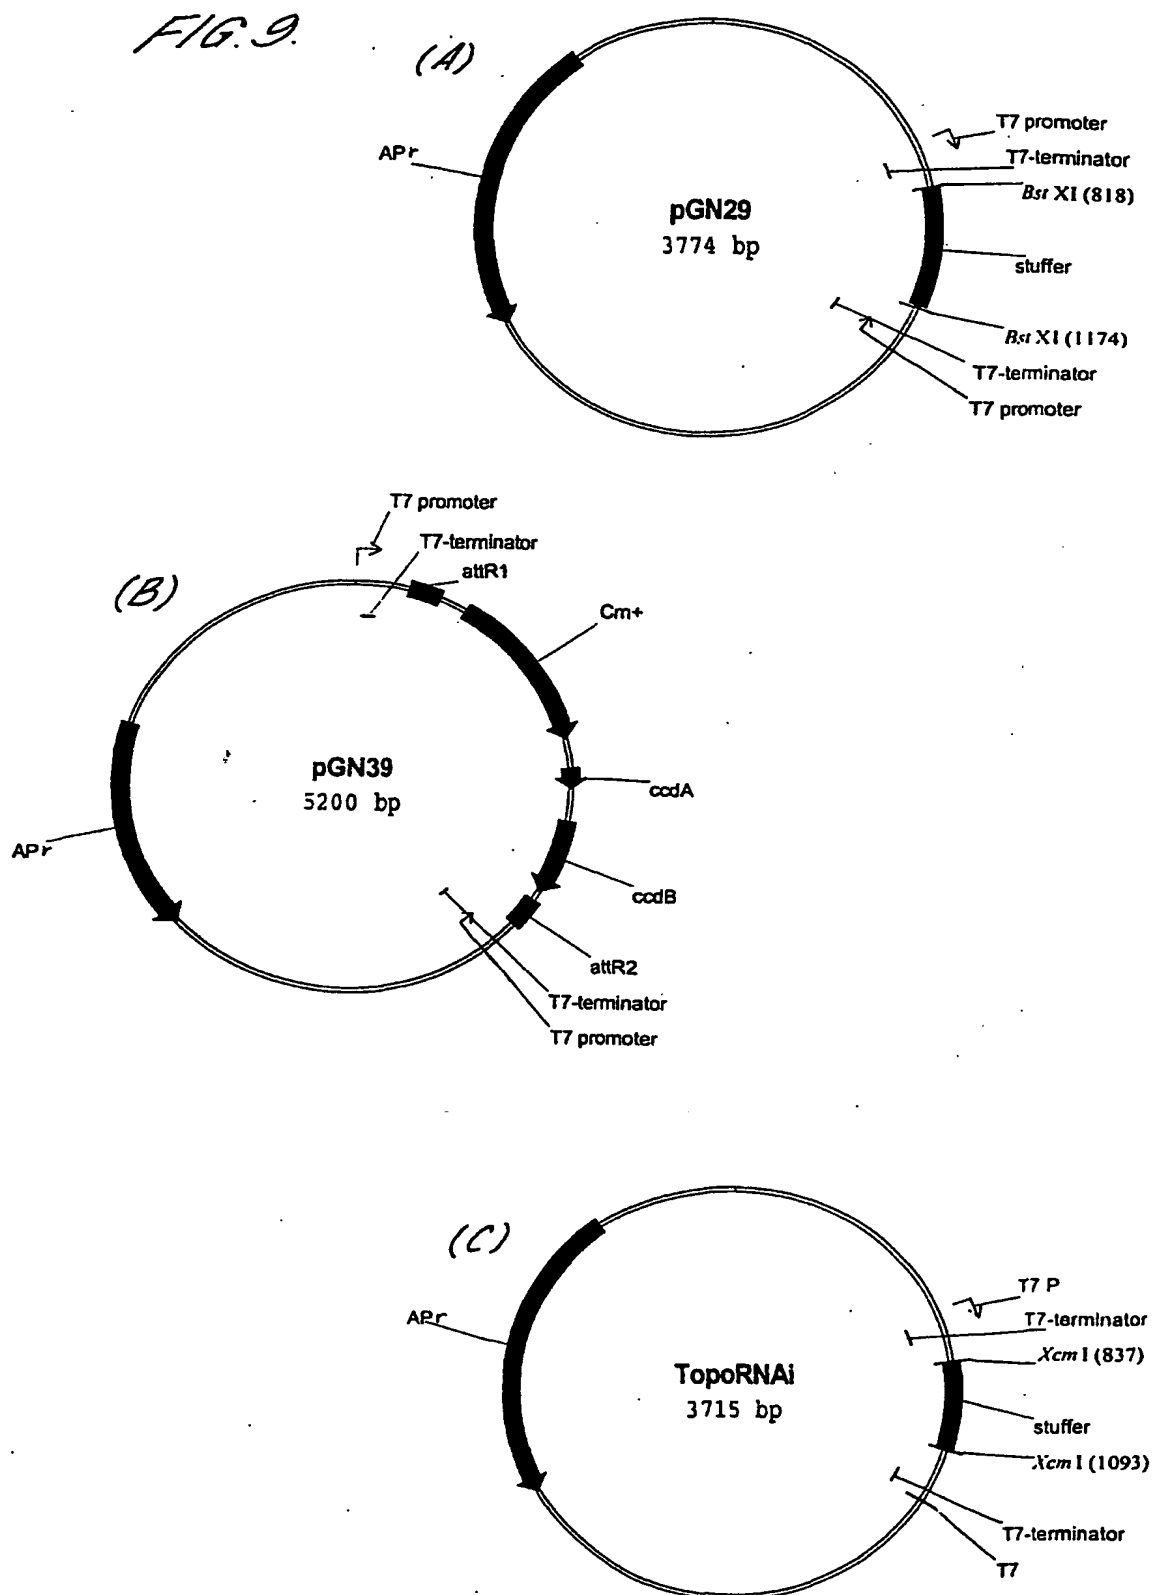 FIG. 9.
(A)
T7 promoter
T7-terminator
Bst XI (818)
APr
pGN29
3774 bp
stuffer
Bst XI (1174)
T7-terminator
T7 promoter
(B)
T7 promoter
T7-terminator
attR1
Cm+
pGN39
5200 bp
ccdA
APr
ccdB
attR2
T7-terminator
T7 promoter
(C)
T7 P
T7-terminator
Xcm I (837)
APr
TopoRNAi
3715 bp
stuffer
Xcm I (1093)
T7-terminator
T7